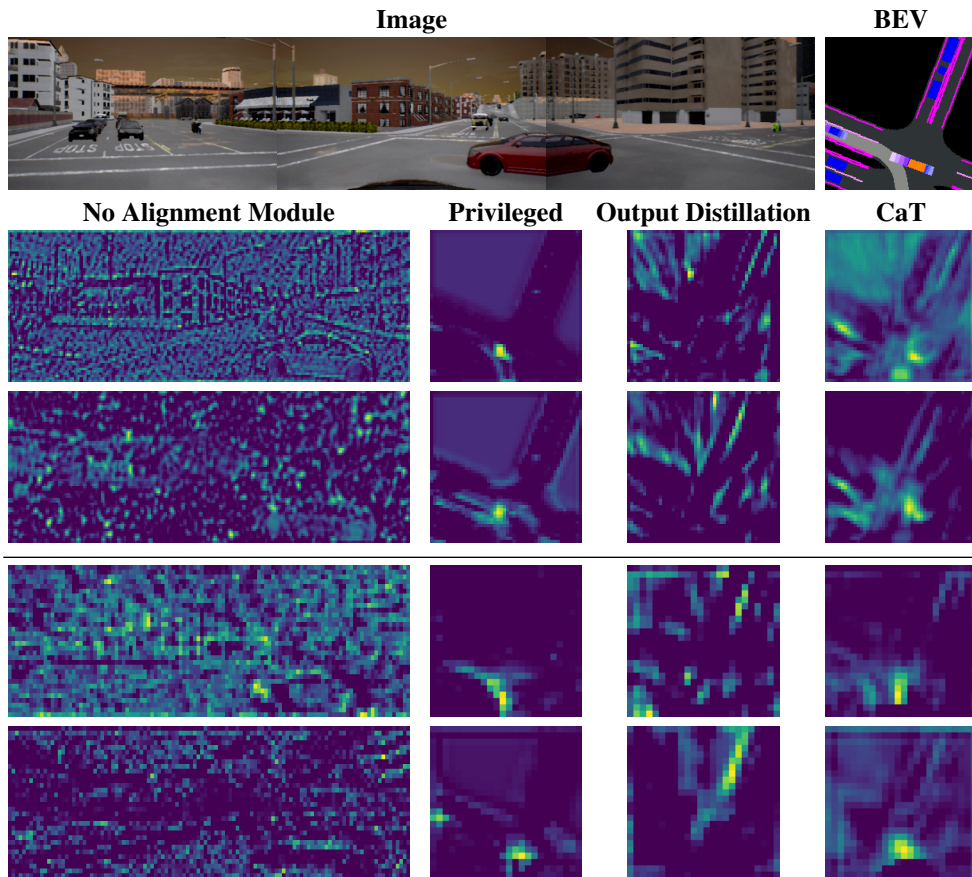 Image BEV
STOP STOP
No Alignment Module Privileged Output Distillation CaT